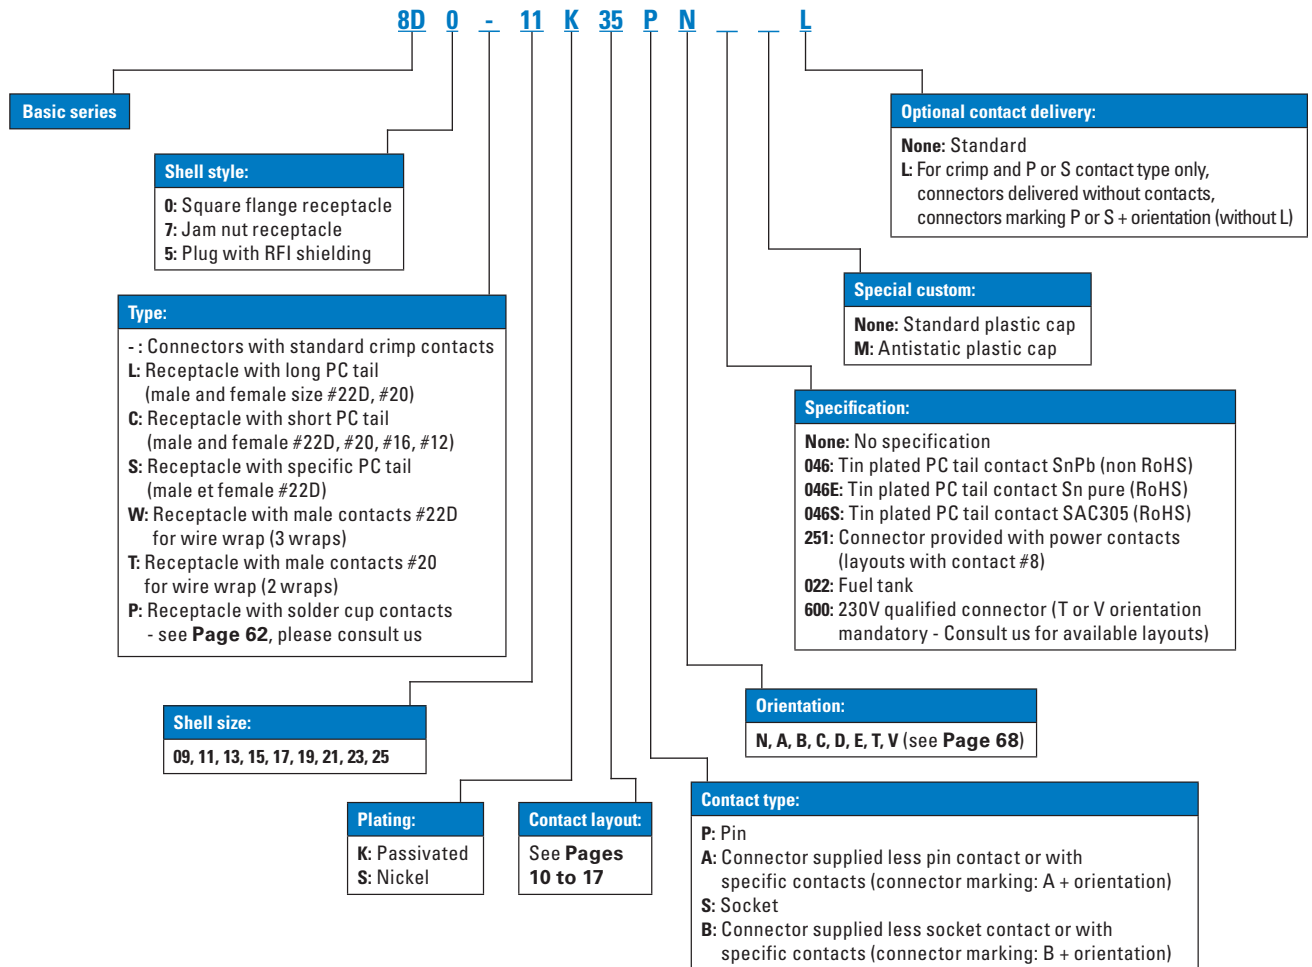 8D 0 - 11 K 35 P N _ _ L
Basic series
Optional contact delivery:
None: Standard
L: For crimp and P or S contact type only,
connectors delivered without contacts,
connectors marking P or S + orientation (without L)
Shell style:
0: Square flange receptacle
7: Jam nut receptacle
5: Plug with RFI shielding
Special custom:
None: Standard plastic cap
M: Antistatic plastic cap
Type:
- : Connectors with standard crimp contacts
L: Receptacle with long PC tail
(male and female size #22D, #20)
C: Receptacle with short PC tail
(male and female #22D, #20, #16, #12)
S: Receptacle with specific PC tail
(male et female #22D)
W: Receptacle with male contacts #22D
for wire wrap (3 wraps)
T: Receptacle with male contacts #20
for wire wrap (2 wraps)
P: Receptacle with solder cup contacts
- see Page 62, please consult us
Specification:
None: No specification
046: Tin plated PC tail contact SnPb (non RoHS)
046E: Tin plated PC tail contact Sn pure (RoHS)
046S: Tin plated PC tail contact SAC305 (RoHS)
251: Connector provided with power contacts
(layouts with contact #8)
022: Fuel tank
600: 230V qualified connector (T or V orientation
mandatory - Consult us for available layouts)
Shell size:
09, 11, 13, 15, 17, 19, 21, 23, 25
Orientation:
N, A, B, C, D, E, T, V (see Page 68)
Plating:
K: Passivated
S: Nickel
Contact layout:
See Pages
10 to 17
Contact type:
P: Pin
A: Connector supplied less pin contact or with
specific contacts (connector marking: A + orientation)
S: Socket
B: Connector supplied less socket contact or with
specific contacts (connector marking: B + orientation)